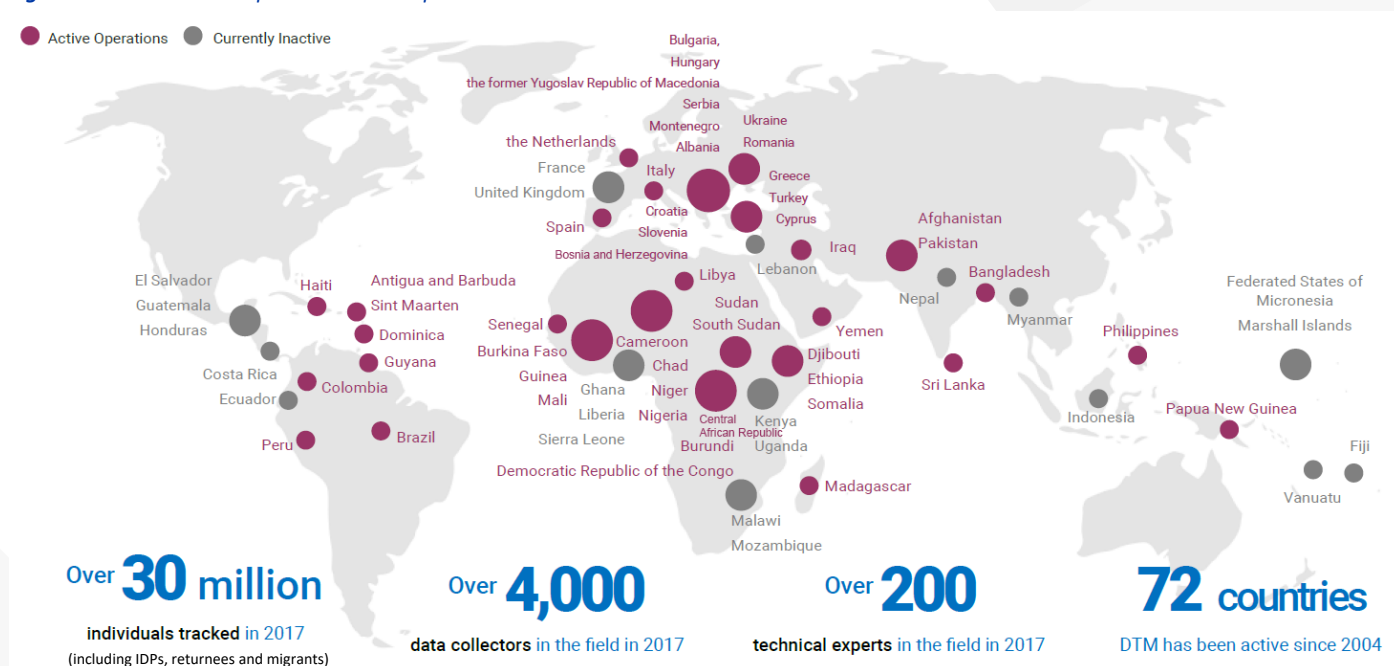 Active Operations
Currently Inactive
Bulgaria,
Hungary
the former Yugoslav Republic of Macedonia
Serbia
Montenegro
Albania
Ukraine
Romania
the Netherlands
France
United Kingdom
Italy
Greece
Turkey
Cyprus
Spain
Croatia
Slovenia
Bosnia and Herzegovina
Lebanon
Iraq
Afghanistan
Pakistan
Bangladesh
Nepal
Myanmar
El Salvador
Guatemala
Honduras
Haiti
Antigua and Barbuda
Sint Maarten
Dominica
Guyana
Costa Rica
Colombia
Ecuador
Peru
Brazil
Libya
Sudan
South Sudan
Senegal
Burkina Faso
Guinea
Mali
Cameroon
Chad
Niger
Nigeria
Ghana
Liberia
Sierra Leone
Yemen
Djibouti
Ethiopia
Somalia
Central
African Republic
Burundi
Democratic Republic of the Congo
Kenya
Uganda
Madagascar
Malawi
Mozambique
Sri Lanka
Philippines
Indonesia
Papua New Guinea
Federated States of
Micronesia
Marshall Islands
Fiji
Vanuatu
Over 30 million
individuals tracked in 2017
(including IDPs, returnees and migrants)
Over 4,000
data collectors in the field in 2017
Over 200
technical experts in the field in 2017
72 countries
DTM has been active since 2004